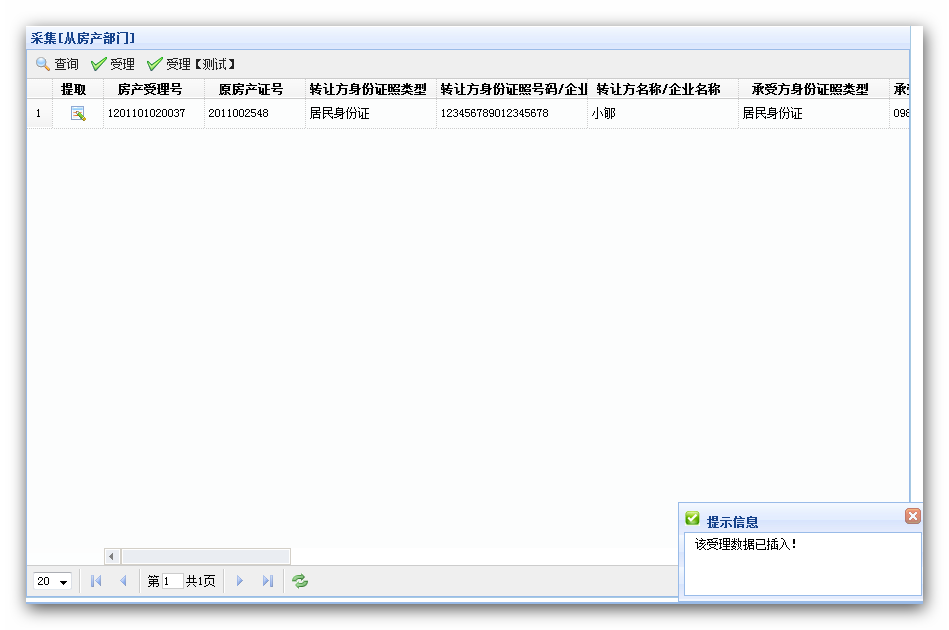 采集[从房产部门]
查询 受理 受理【测试】
提取 房产受理号 原房产证号 转让方身份证照类型 转让方身份证照号码/企业 转让方名称/企业名称 承受方身份证照类型 承
1 1201101020037 2011002548 居民身份证 123456789012345678 小郇 居民身份证 098
提示信息
该受理数据已插入!
20 第 1 共1页